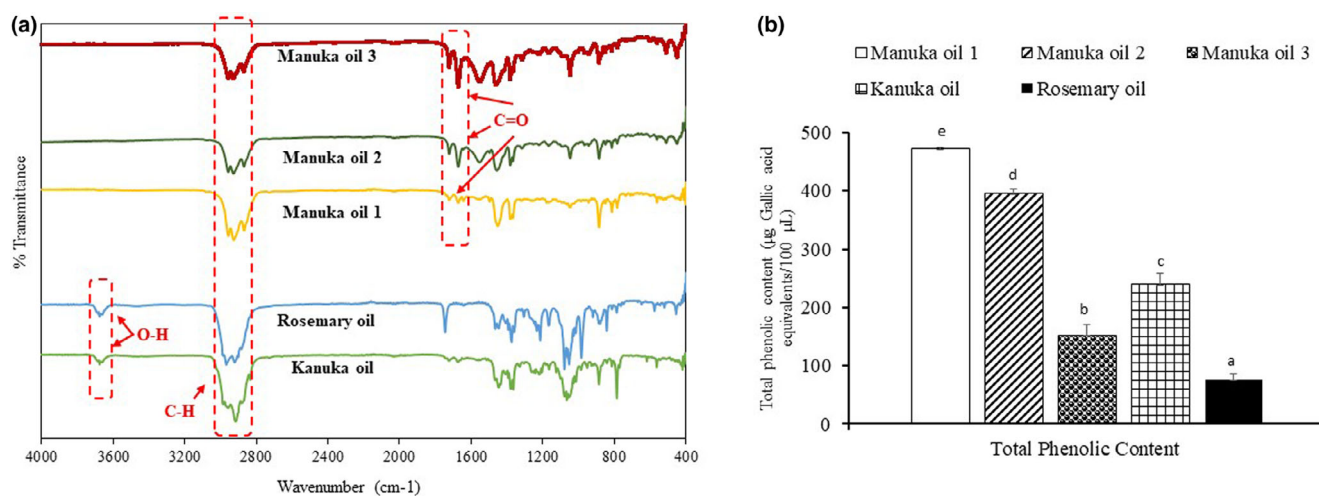 (a)
Manuka oil 3
C=O
Manuka oil 2
Manuka oil 1
Rosemary oil
O-H
Kanuka oil
C-H
% Transmittance
4000 3600 3200 2800 2400 2000 1600 1200 800 400
Wavenumber (cm-1)
(b)
Manuka oil 1 Manuka oil 2 Manuka oil 3
Kanuka oil Rosemary oil
Total phenolic content (µg Gallic acid
equivalents/100 µL)
500
400
300
200
100
0
e
d
b
c
a
Total Phenolic Content